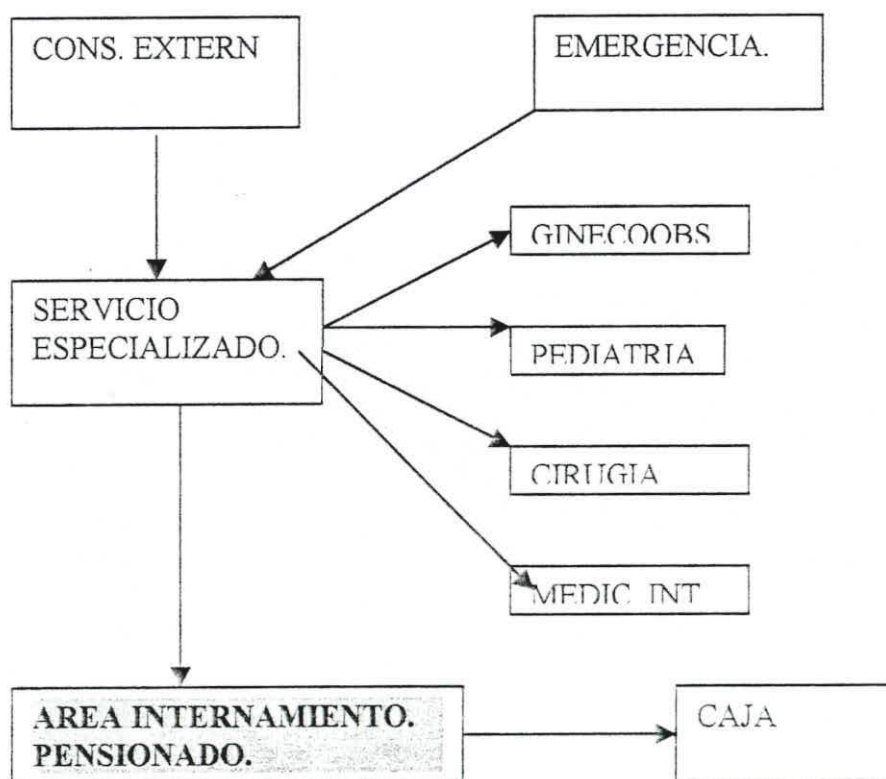 CONS. EXTERN
EMERGENCIA.
GINECOOBS
SERVICIO
ESPECIALIZADO.
PEDIATRIA
CIRUGIA
MEDIC INT
AREA INTERNAMIENTO.
PENSIONADO.
CAJA